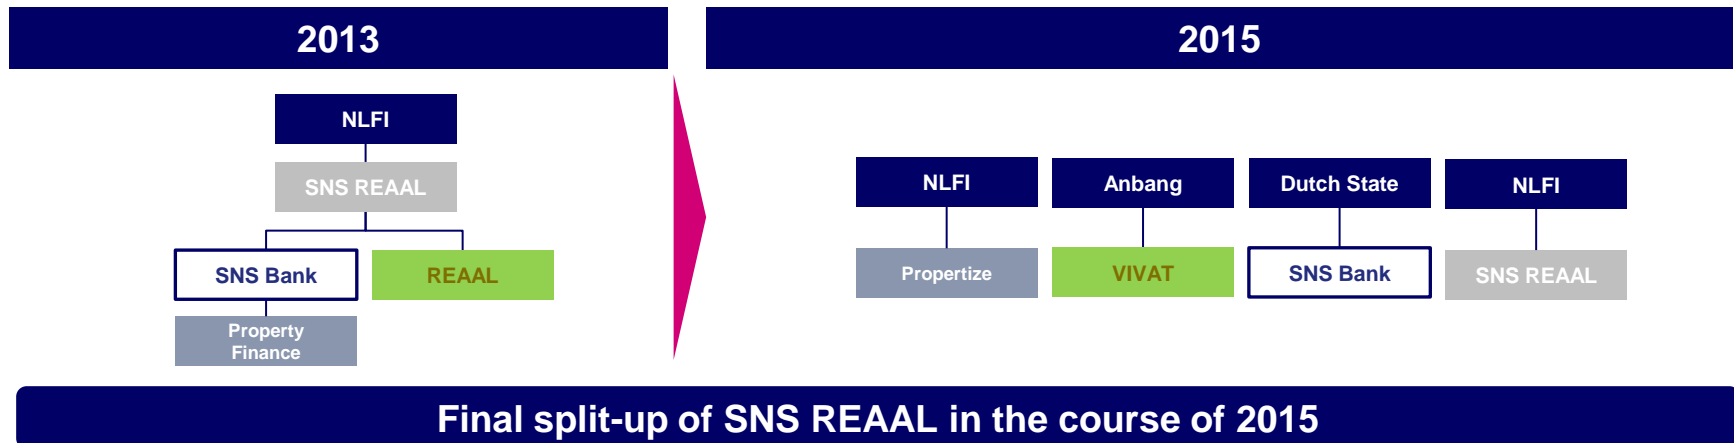 2013
2015
NLFI
SNS REAAL
SNS Bank
REAAL
Property
Finance
NLFI
Anbang
Dutch State
NLFI
Propertize
VIVAT
SNS Bank
SNS REAAL
Final split-up of SNS REAAL in the course of 2015